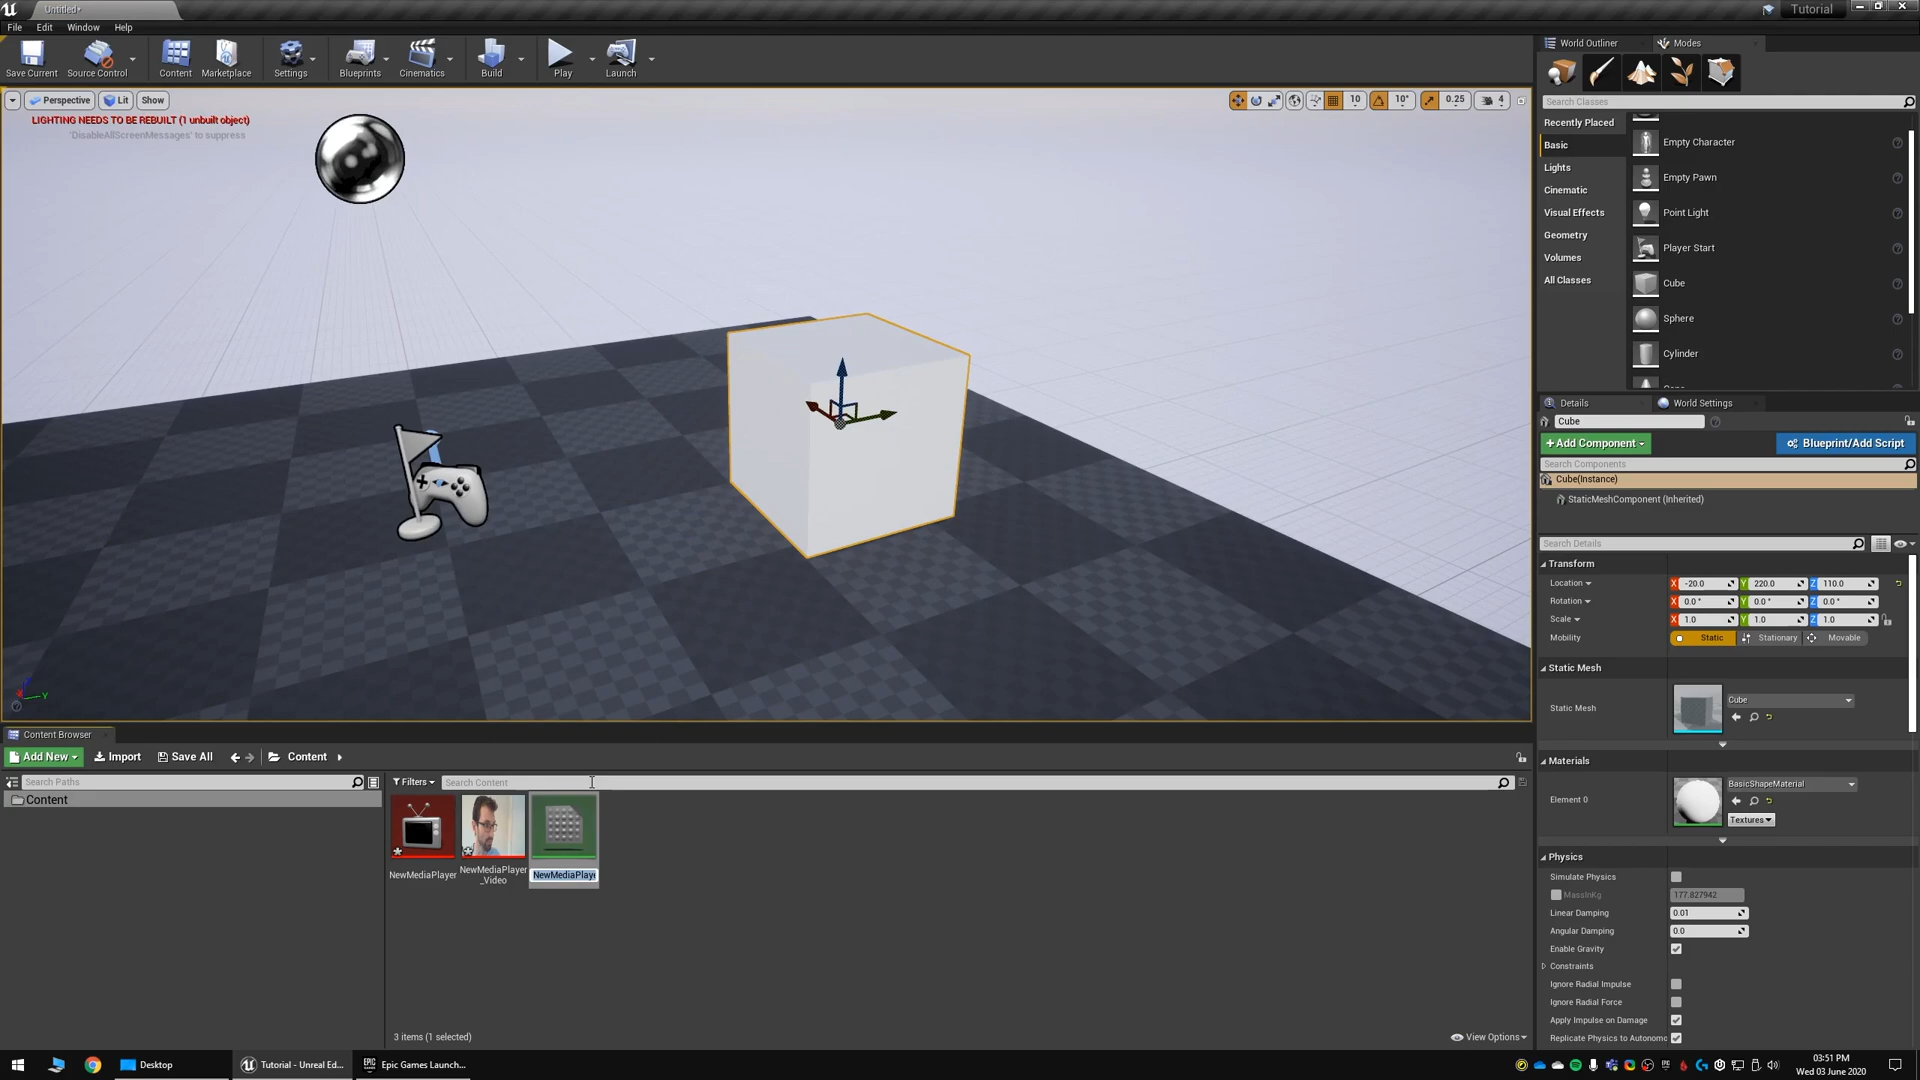 Untitled*
Tutorial
File Edit Window Help
Save Current Source Control Content Marketplace Settings Blueprints Cinematics Build Play Launch
Perspective Lit Show
10 10° 0.25 4
LIGHTING NEEDS TO BE REBUILT (1 unbuilt object)
'DisableAllScreenMessages' to suppress
World Outliner Modes
Search Classes
Recently Placed
Basic
Lights
Cinematic
Visual Effects
Geometry
Volumes
All Classes
Empty Character
Empty Pawn
Point Light
Player Start
Cube
Sphere
Cylinder
Details World Settings
Cube
+Add Component Blueprint/Add Script
Search Components
Cube(Instance)
StaticMeshComponent (Inherited)
Search Details
Transform
Location X -20.0 Y 220.0 Z 110.0
Rotation X 0.0° Y 0.0° Z 0.0°
Scale X 1.0 Y 1.0 Z 1.0
Mobility Static Stationary Movable
Static Mesh
Static Mesh Cube
Materials
Element 0 BasicShapeMaterial
Textures
Physics
Simulate Physics
MassInKg 177.827942
Linear Damping 0.01
Angular Damping 0.0
Enable Gravity
Constraints
Ignore Radial Impulse
Ignore Radial Force
Apply Impulse on Damage
Replicate Physics to Autonomo
Content Browser
Add New Import Save All Content
Search Paths
Content
Filters Search Content
NewMediaPlayer
NewMediaPlayer
_Video
NewMediaPlaye
3 items (1 selected)
View Options
Desktop
Tutorial - Unreal Ed...
Epic Games Launch...
03:51 PM
Wed 03 June 2020